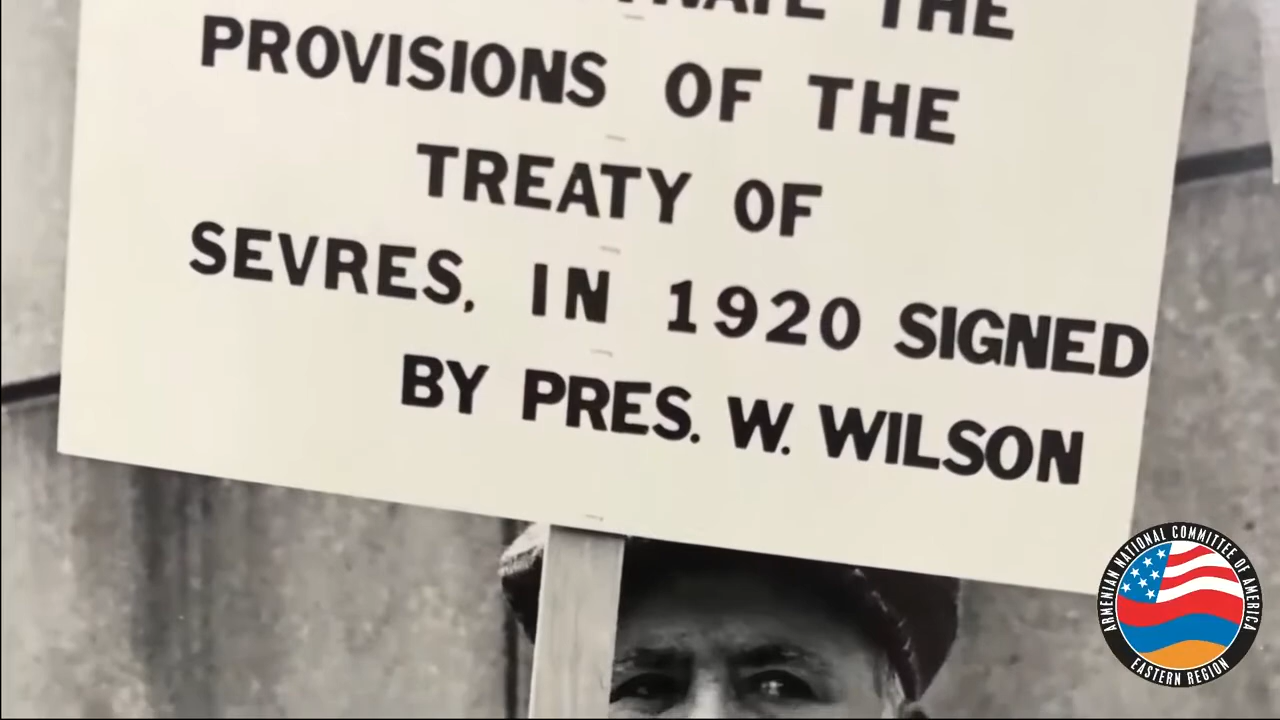 THE
PROVISIONS OF THE
TREATY OF
SEVRES, IN 1920 SIGNED
BY PRES. W. WILSON
ARMENIAN NATIONAL COMMITTEE OF AMERICA
EASTERN REGION